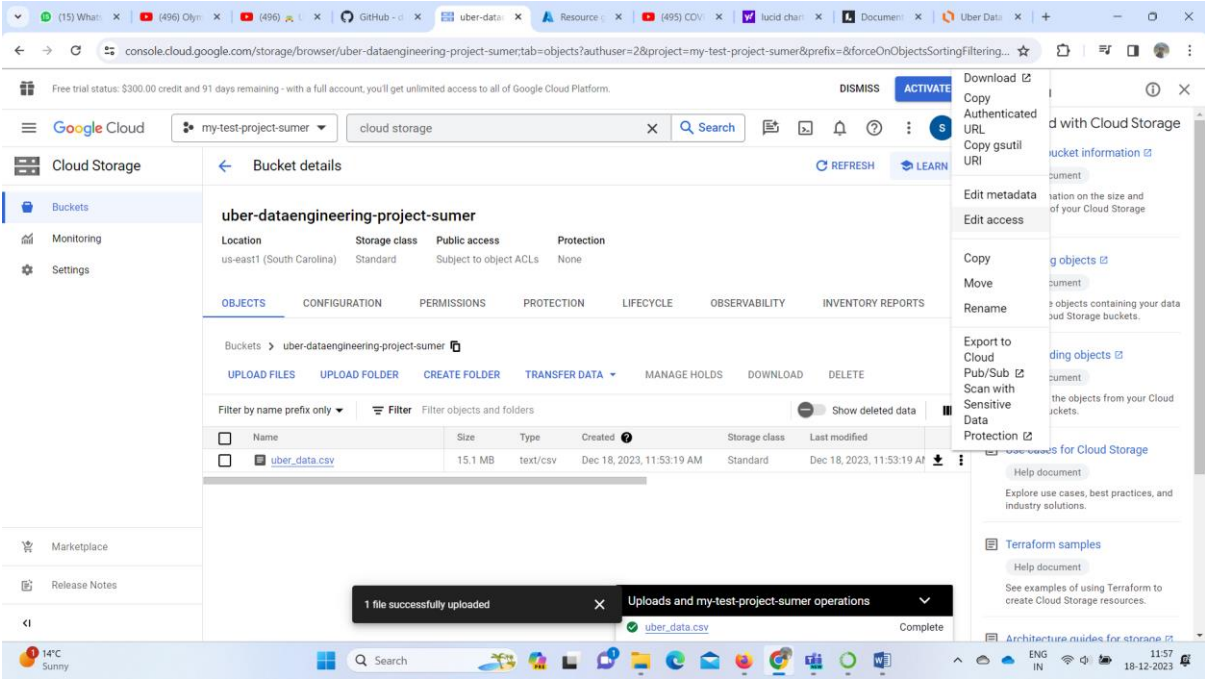 (15) What
(496) Olyn
(496)
GitHub - d
uber-data
Resource g
(495) COV
lucid char
Document
Uber Data
console.cloud.google.com/storage/browser/uber-dataengineering-project-sumer;tab=objects?authuser=2&project=my-test-project-sumer&prefix=&forceOnObjectsSortingFiltering...
Free trial status: $300.00 credit and 91 days remaining - with a full account, you'll get unlimited access to all of Google Cloud Platform.
DISMISS
ACTIVATE
Google Cloud
my-test-project-sumer
cloud storage
Search
S
Cloud Storage
Bucket details
REFRESH
LEARN
Buckets
Monitoring
Settings
Marketplace
Release Notes
uber-dataengineering-project-sumer
Location Storage class Public access Protection
us-east1 (South Carolina) Standard Subject to object ACLs None
OBJECTS CONFIGURATION PERMISSIONS PROTECTION LIFECYCLE OBSERVABILITY INVENTORY REPORTS
Buckets > uber-dataengineering-project-sumer
UPLOAD FILES UPLOAD FOLDER CREATE FOLDER TRANSFER DATA MANAGE HOLDS DOWNLOAD DELETE
Filter by name prefix only Filter Filter objects and folders Show deleted data
Name Size Type Created Storage class Last modified
uber_data.csv 15.1 MB text/csv Dec 18, 2023, 11:53:19 AM Standard Dec 18, 2023, 11:53:19 AM
Download
Copy
Authenticated
URL
Copy gsutil
URI
Edit metadata
Edit access
Copy
Move
Rename
Export to
Cloud
Pub/Sub
Scan with
Sensitive
Data
Protection
d with Cloud Storage
bucket information
cument
nation on the size and
of your Cloud Storage
g objects
cument
e objects containing your data
oud Storage buckets.
ding objects
cument
the objects from your Cloud
uckets.
Use cases for Cloud Storage
Help document
Explore use cases, best practices, and
industry solutions.
Terraform samples
Help document
See examples of using Terraform to
create Cloud Storage resources.
Architecture guides for storage
1 file successfully uploaded
Uploads and my-test-project-sumer operations
uber_data.csv Complete
1
14°C
Sunny
Search
ENG
IN
11:57
18-12-2023